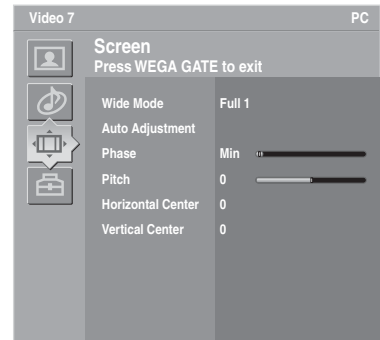 Video 7 PC
Screen
Press WEGA GATE to exit
Wide Mode Full 1
Auto Adjustment
Phase Min
Pitch 0
Horizontal Center 0
Vertical Center 0